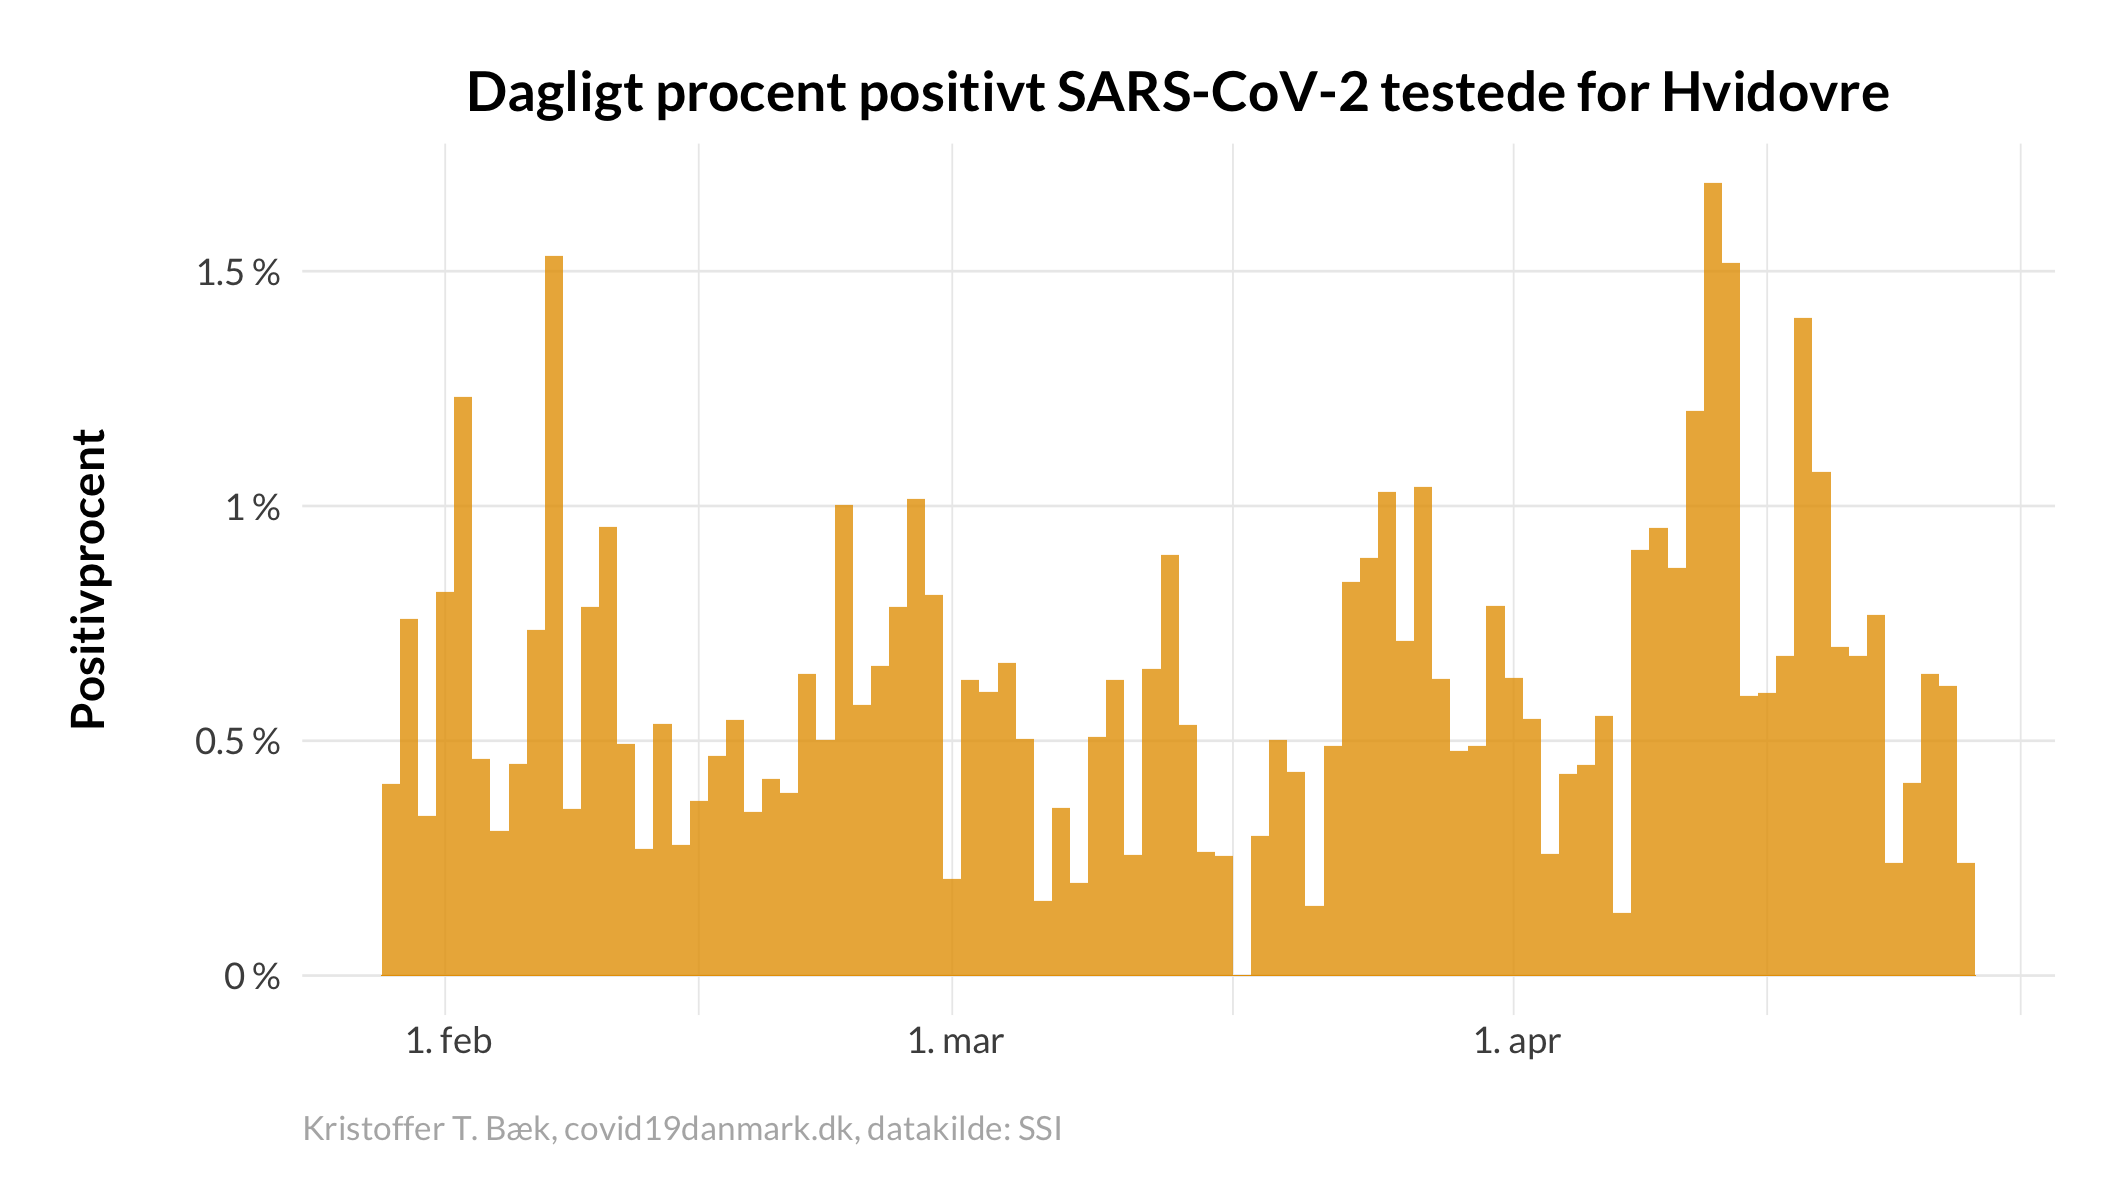 Dagligt procent positivt SARS-CoV-2 testede for Hvidovre
Positivprocent
1.5 %
1 %
0.5 %
0 %
1. feb
1. mar
1. apr
Kristoffer T. Bæk, covid19danmark.dk, datakilde: SSI